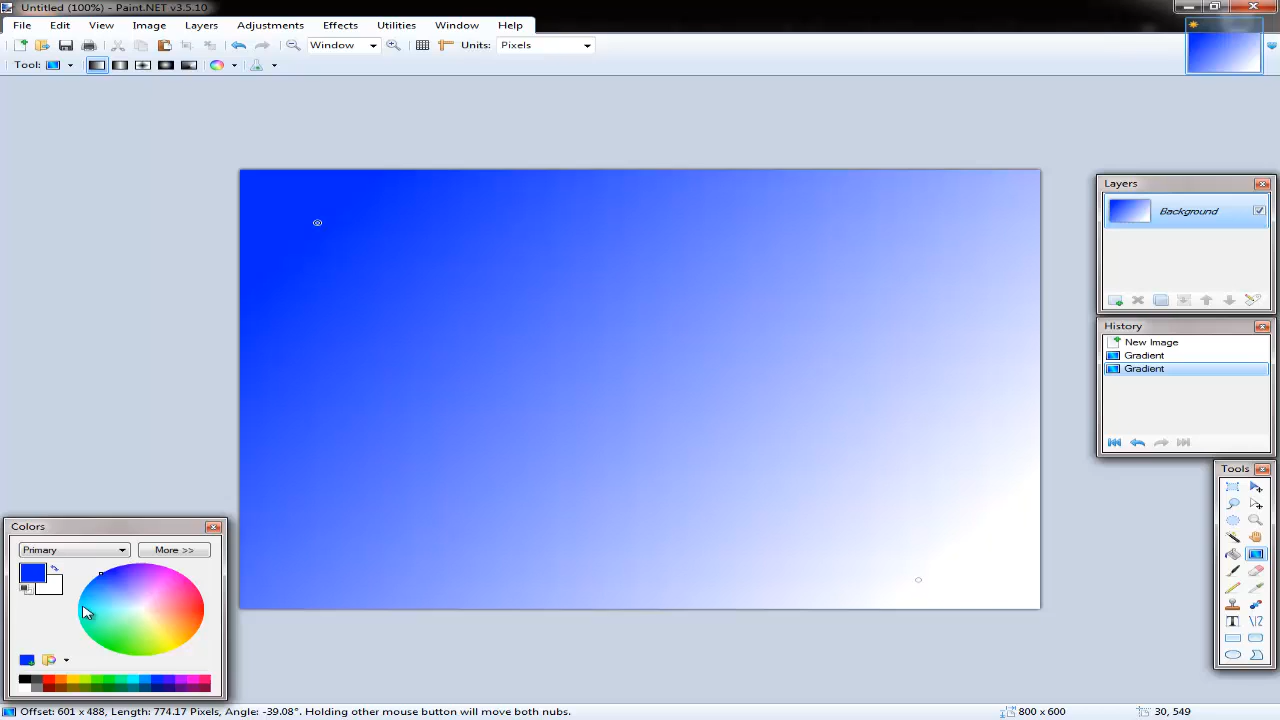 Untitled (100%) - Paint.NET v3.5.10
File Edit View Image Layers Adjustments Effects Utilities Window Help
Window Units: Pixels
Tool:
Layers
Background
History
New Image
Gradient
Gradient
Tools
Colors
Primary More >>
Offset: 601 x 488, Length: 774.17 Pixels, Angle: -39.08°. Holding other mouse button will move both nubs. 800 x 600 30, 549